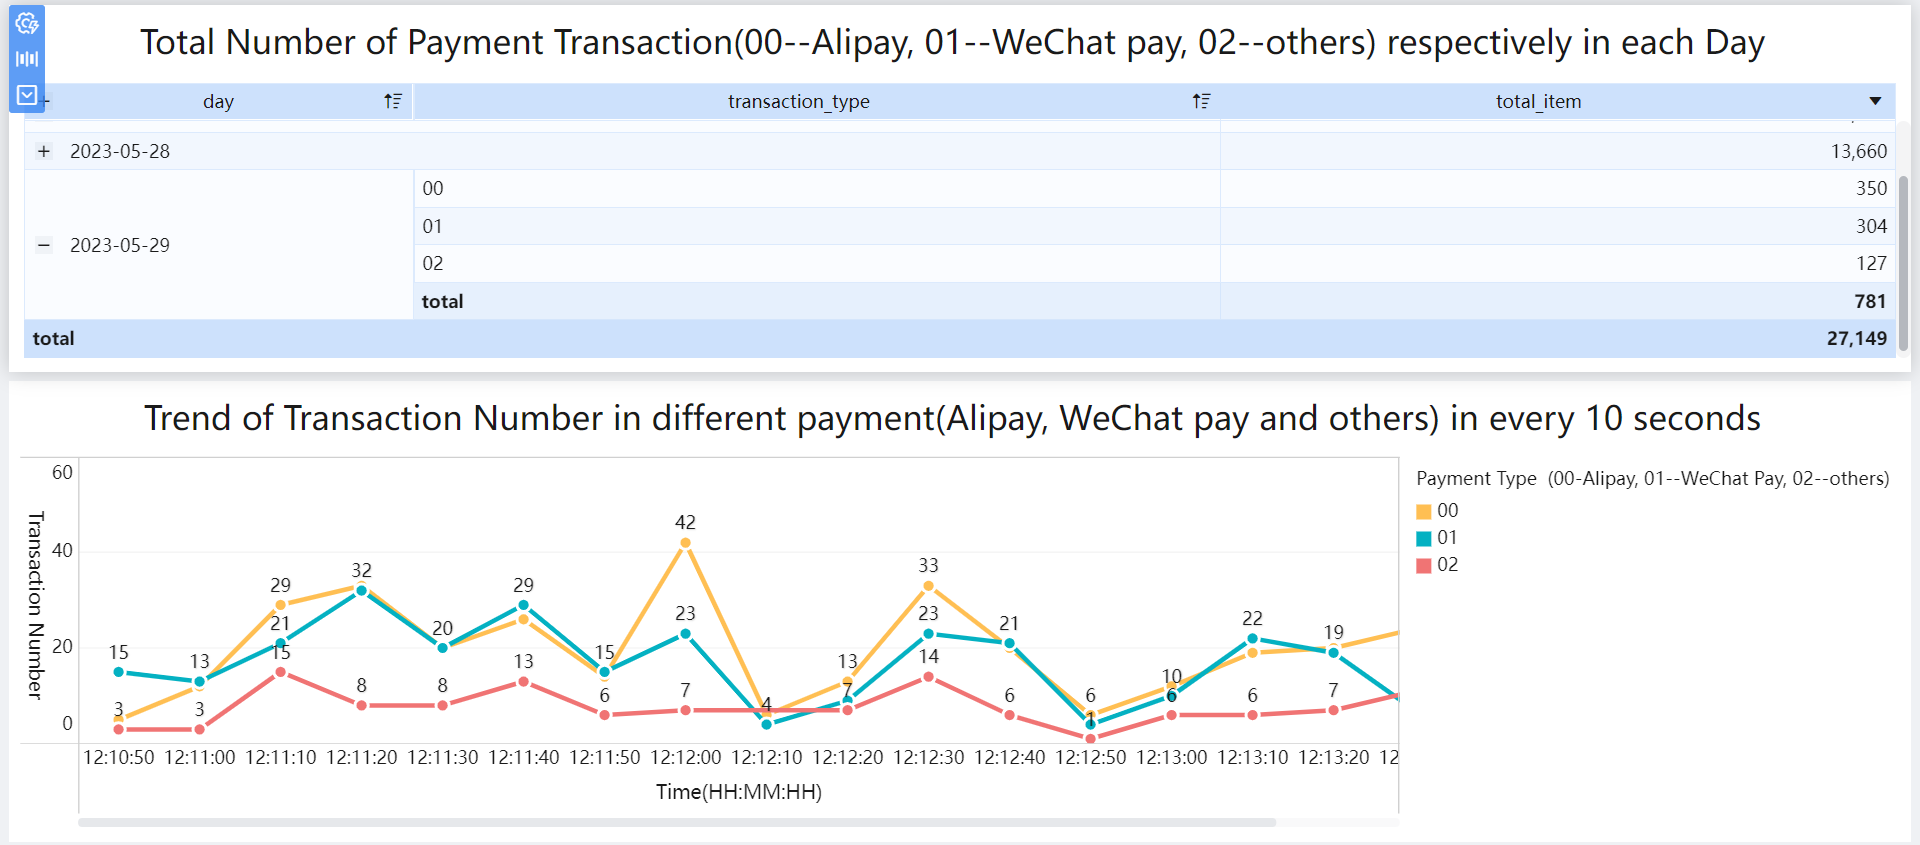 Total Number of Payment Transaction(00--Alipay, 01--WeChat pay, 02--others) respectively in each Day
day transaction_type total_item
2023-05-28 13,660
00 350
01 304
2023-05-29
02 127
total 781
total 27,149
Trend of Transaction Number in different payment(Alipay, WeChat pay and others) in every 10 seconds
Payment Type (00-Alipay, 01--WeChat Pay, 02--others)
00
01
02
Transaction Number
60
40
20
0
42
33
32
29 29
23 23
21 21 22
20 19
15 15 15
13 13 13 14
10
8 8
7 7 7
6 6 6 6 6
4
3 3
1
12:10:50 12:11:00 12:11:10 12:11:20 12:11:30 12:11:40 12:11:50 12:12:00 12:12:10 12:12:20 12:12:30 12:12:40 12:12:50 12:13:00 12:13:10 12:13:20 12
Time(HH:MM:HH)